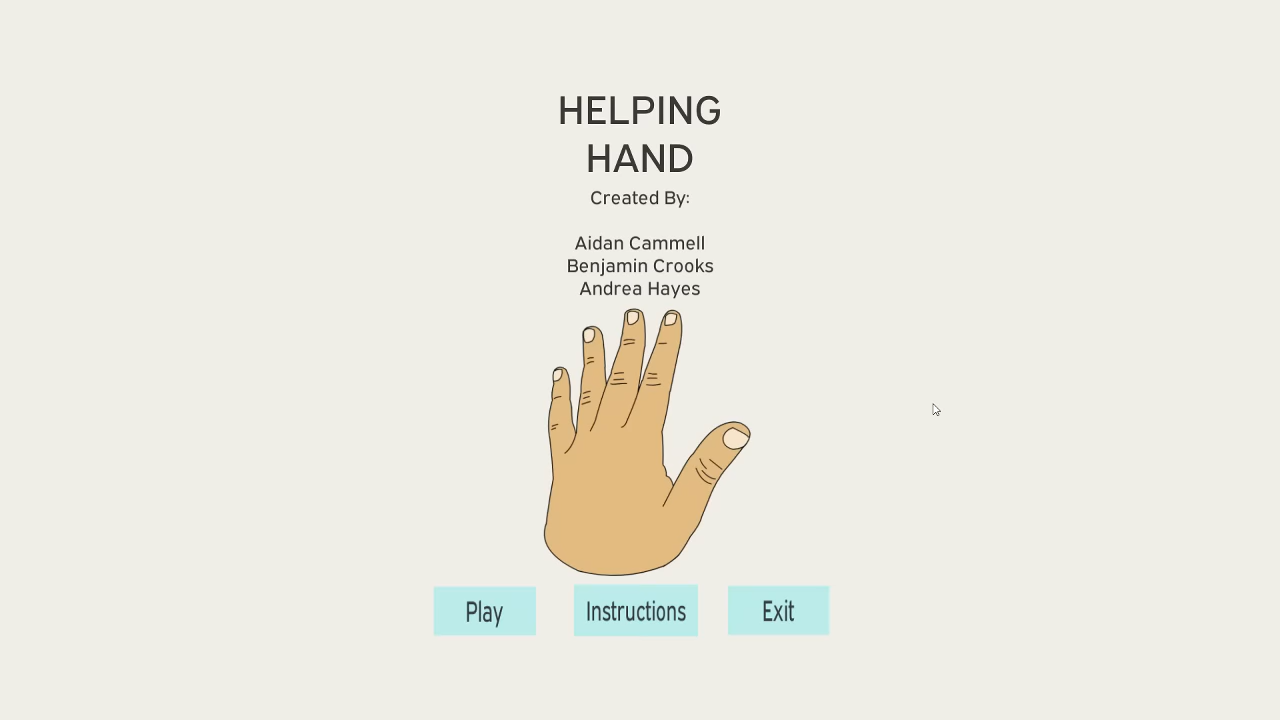 HELPING
HAND
Created By:
Aidan Cammell
Benjamin Crooks
Andrea Hayes
Play
Instructions
Exit